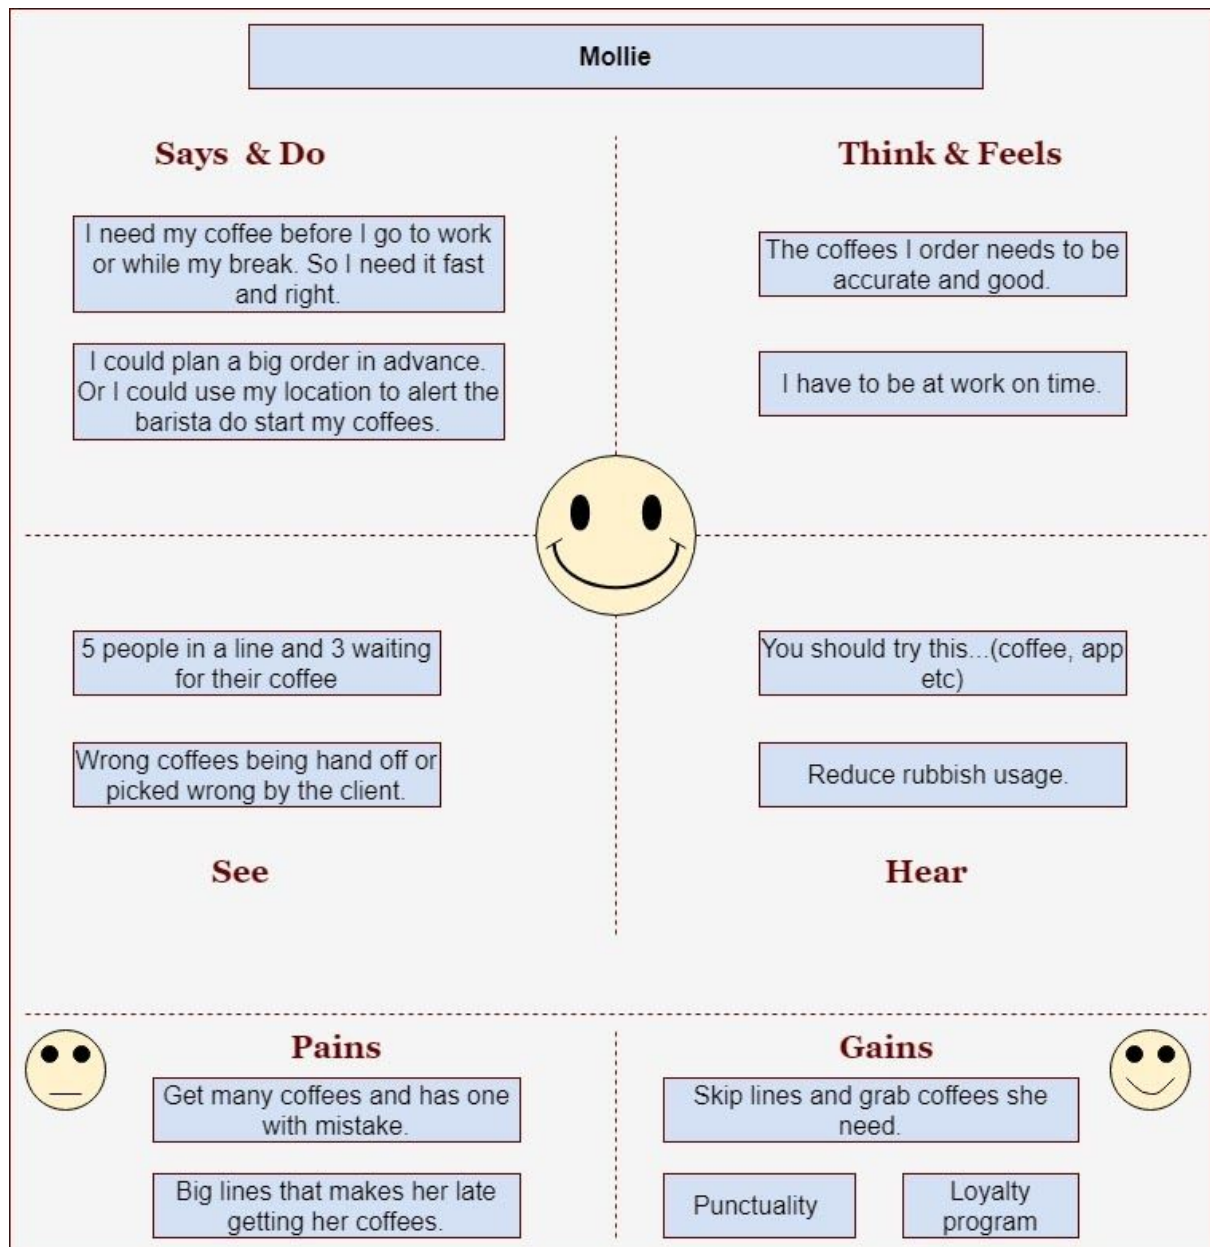 Mollie
Says & Do
Think & Feels
I need my coffee before I go to work
or while my break. So I need it fast
and right.
The coffees I order needs to be
accurate and good.
I could plan a big order in advance.
Or I could use my location to alert the
barista do start my coffees.
I have to be at work on time.
5 people in a line and 3 waiting
for their coffee
You should try this...(coffee, app
etc)
Wrong coffees being hand off or
picked wrong by the client.
Reduce rubbish usage.
See
Hear
Pains
Gains
Get many coffees and has one
with mistake.
Skip lines and grab coffees she
need.
Big lines that makes her late
getting her coffees.
Punctuality
Loyalty
program